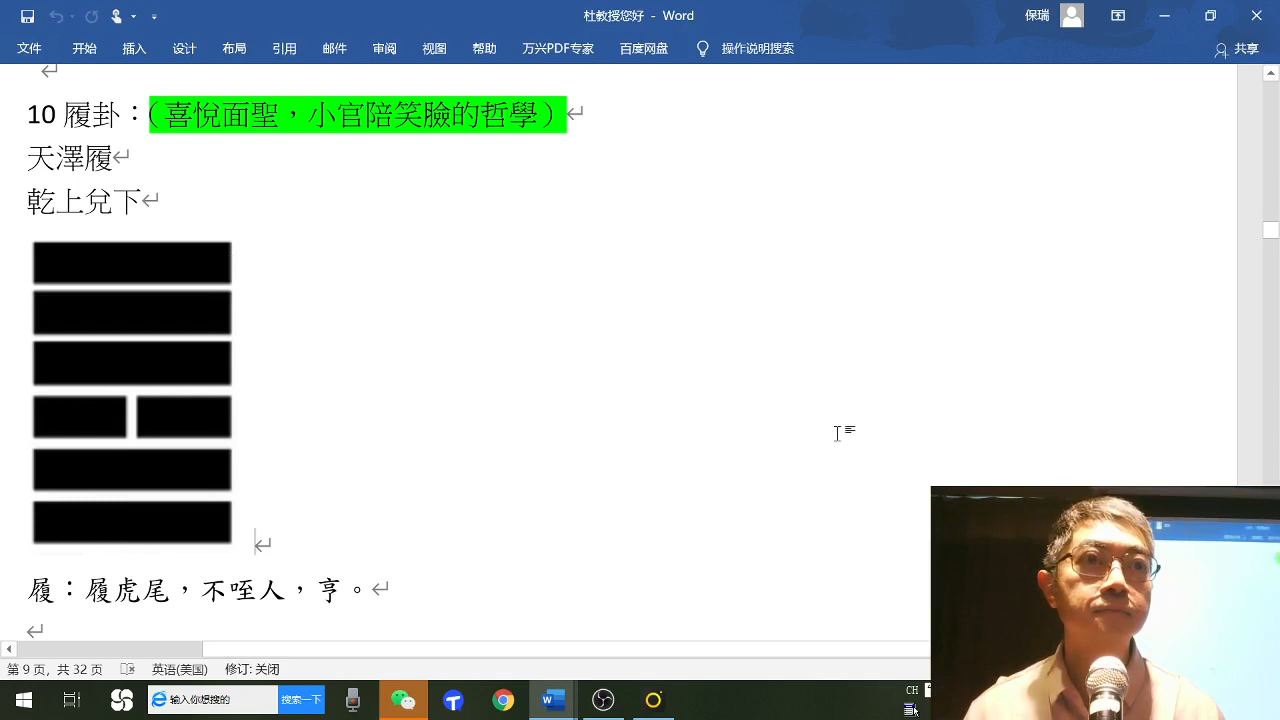 杜教授您好 - Word
保瑞
文件 开始 插入 设计 布局 引用 邮件 审阅 视图 帮助 万兴PDF专家 百度网盘 操作说明搜索 共享
10 履卦：（喜悅面聖，小官陪笑臉的哲學）
天澤履
乾上兌下
履：履虎尾，不咥人，亨。
第 9 页，共 32 页 英语(美国) 修订: 关闭
输入你想搜的 搜索一下
CH